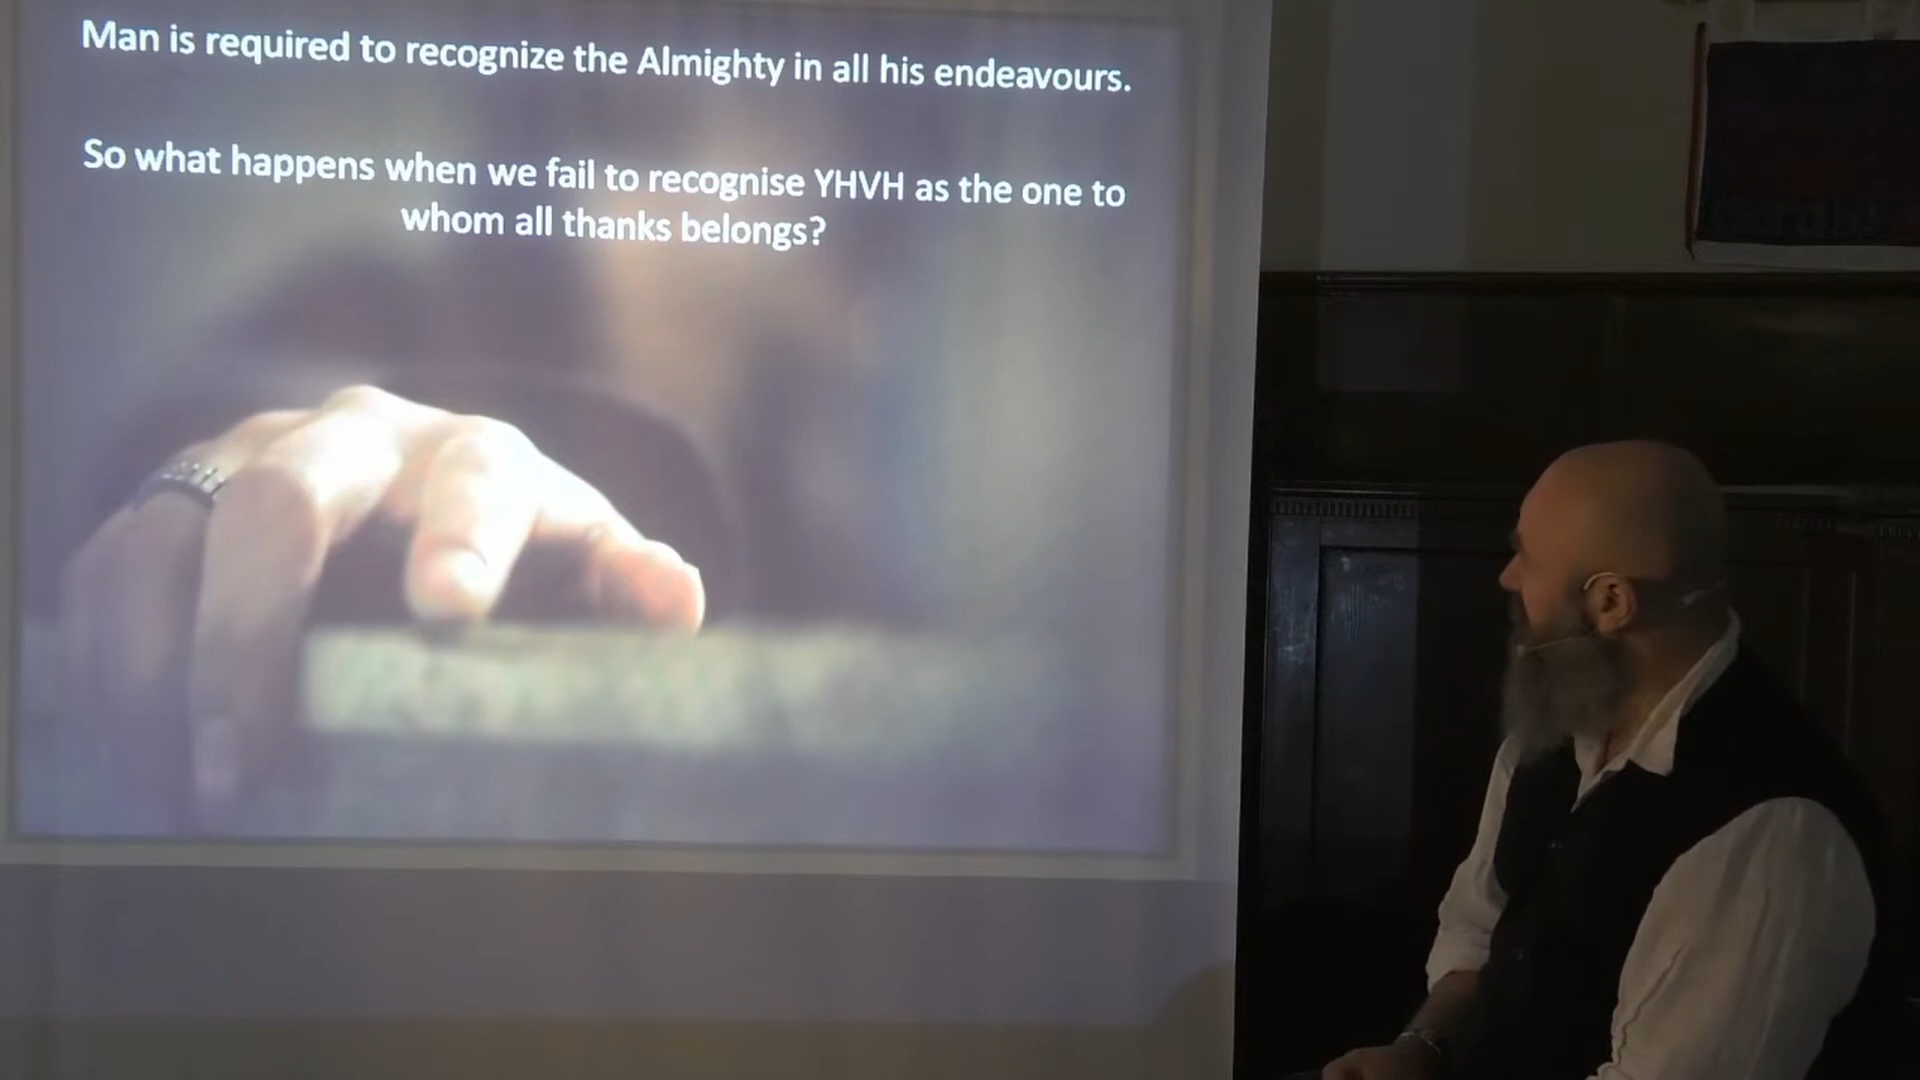 Man is required to recognize the Almighty in all his endeavours.
So what happens when we fail to recognise YHVH as the one to
whom all thanks belongs?